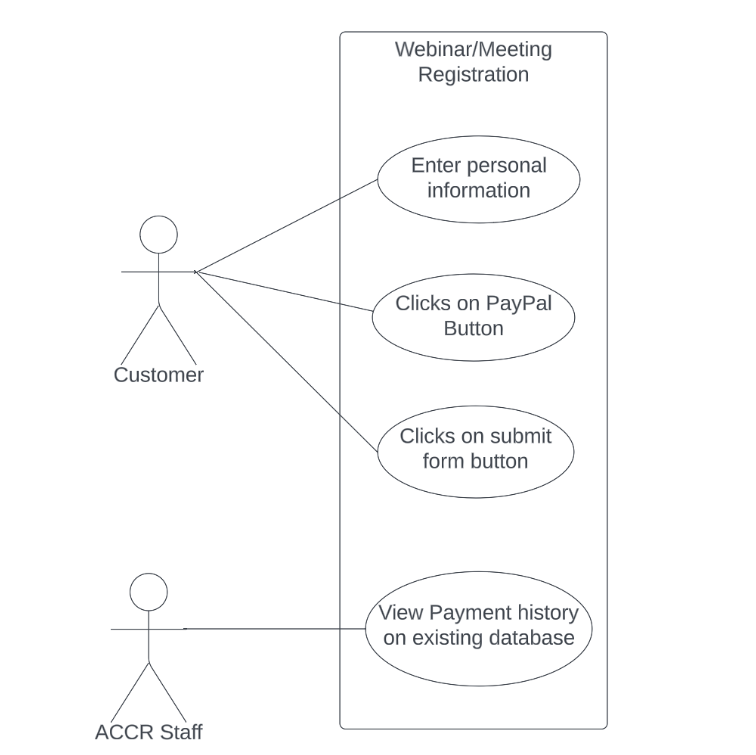 Webinar/Meeting
Registration
Enter personal
information
Clicks on PayPal
Button
Customer
Clicks on submit
form button
View Payment history
on existing database
ACCR Staff